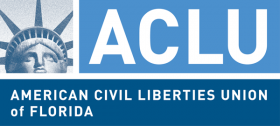 ACLU
AMERICAN CIVIL LIBERTIES UNION
of FLORIDA